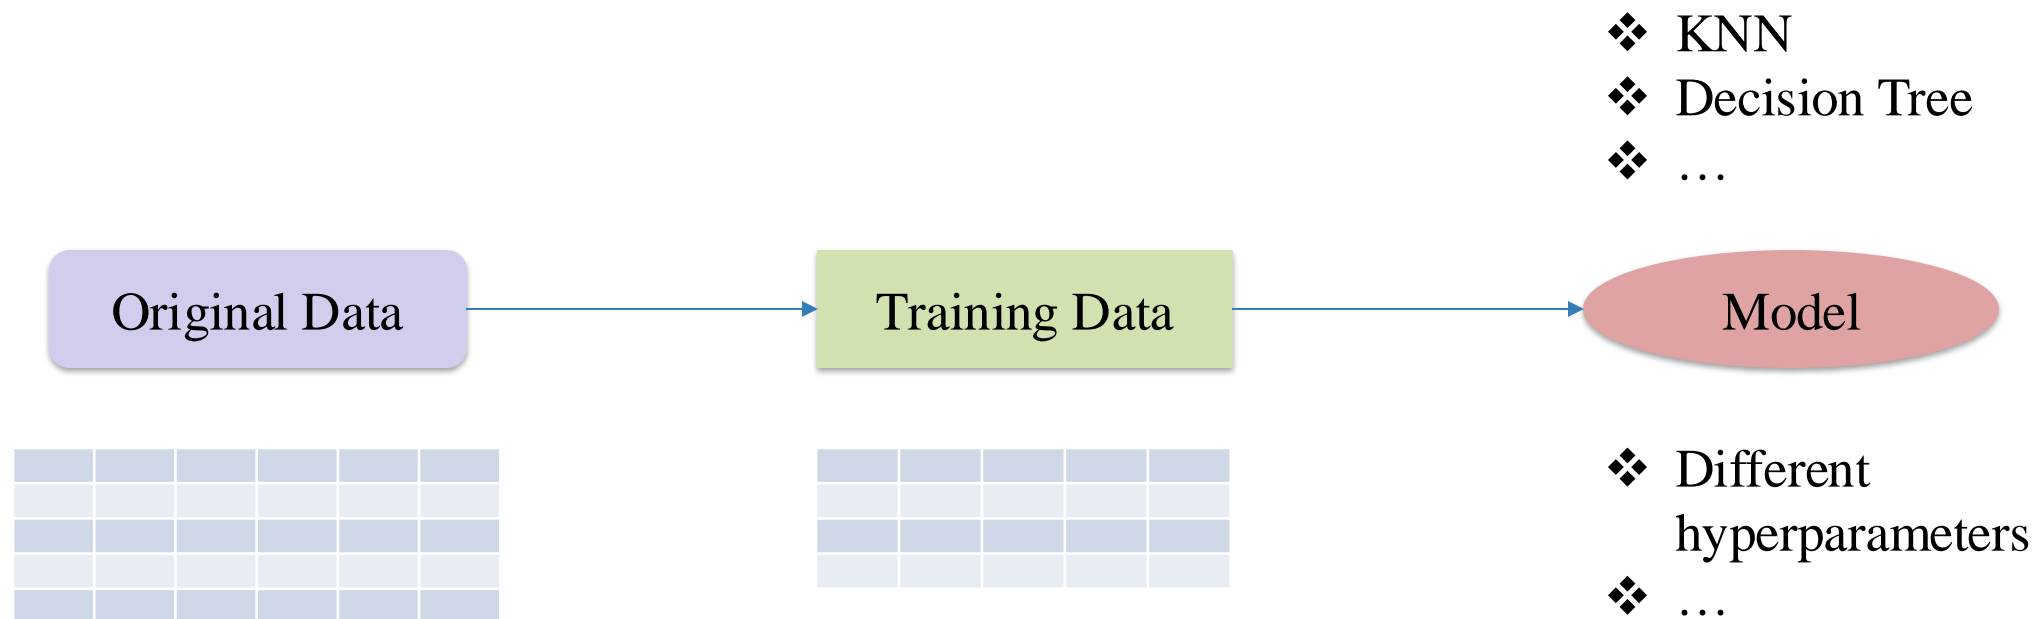 ❖ KNN
❖ Decision Tree
❖ …
Original Data
Training Data
Model
❖ Different
hyperparameters
❖ …